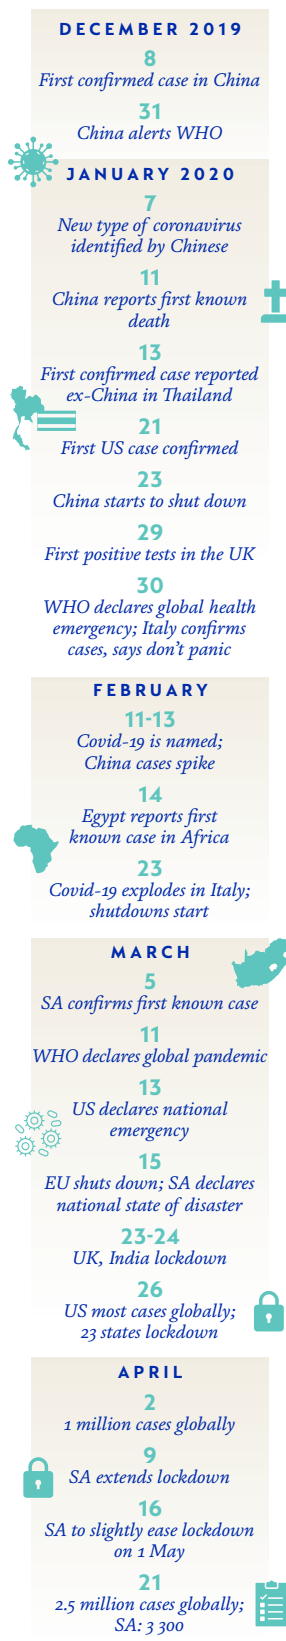 DECEMBER 2019
8
First confirmed case in China
31
China alerts WHO
JANUARY 2020
7
New type of coronavirus
identified by Chinese
11
China reports first known
death
13
First confirmed case reported
ex-China in Thailand
21
First US case confirmed
23
China starts to shut down
29
First positive tests in the UK
30
WHO declares global health
emergency; Italy confirms
cases, says don't panic
FEBRUARY
11-13
Covid-19 is named;
China cases spike
14
Egypt reports first
known case in Africa
23
Covid-19 explodes in Italy;
shutdowns start
MARCH
5
SA confirms first known case
11
WHO declares global pandemic
13
US declares national
emergency
15
EU shuts down; SA declares
national state of disaster
23-24
UK, India lockdown
26
US most cases globally;
23 states lockdown
APRIL
2
1 million cases globally
9
SA extends lockdown
16
SA to slightly ease lockdown
on 1 May
21
2.5 million cases globally;
SA: 3 300